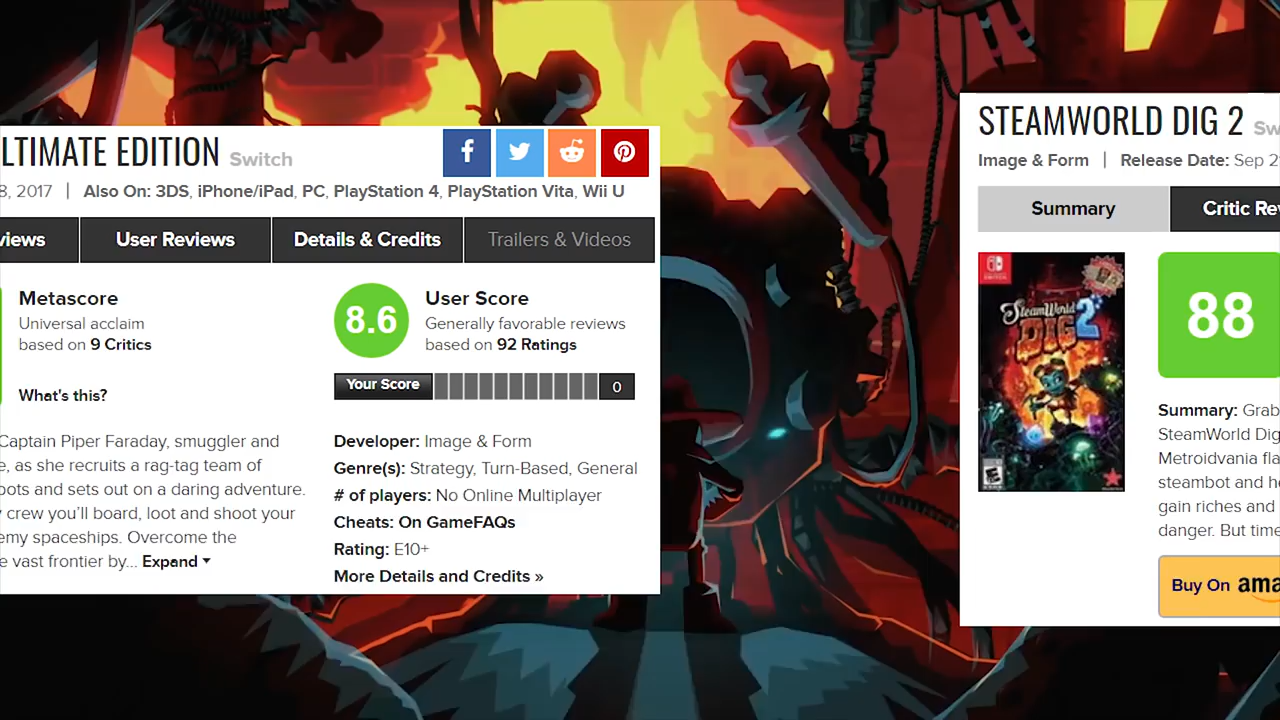 LTIMATE EDITION Switch
8, 2017 | Also On: 3DS, iPhone/iPad, PC, PlayStation 4, PlayStation Vita, Wii U
views
User Reviews
Details & Credits
Trailers & Videos
Metascore
Universal acclaim
based on 9 Critics
What's this?
8.6
User Score
Generally favorable reviews
based on 92 Ratings
Your Score
0
Captain Piper Faraday, smuggler and
e, as she recruits a rag-tag team of
oots and sets out on a daring adventure.
y crew you'll board, loot and shoot your
emy spaceships. Overcome the
e vast frontier by... Expand
Developer: Image & Form
Genre(s): Strategy, Turn-Based, General
# of players: No Online Multiplayer
Cheats: On GameFAQs
Rating: E10+
More Details and Credits »
STEAMWORLD DIG 2 Sw
Image & Form | Release Date: Sep 2
Summary
Critic Rev
SteamWorld
DIG 2
88
Summary: Grab
SteamWorld Dig
Metroidvania fla
steambot and he
gain riches and
danger. But time
Buy On ama